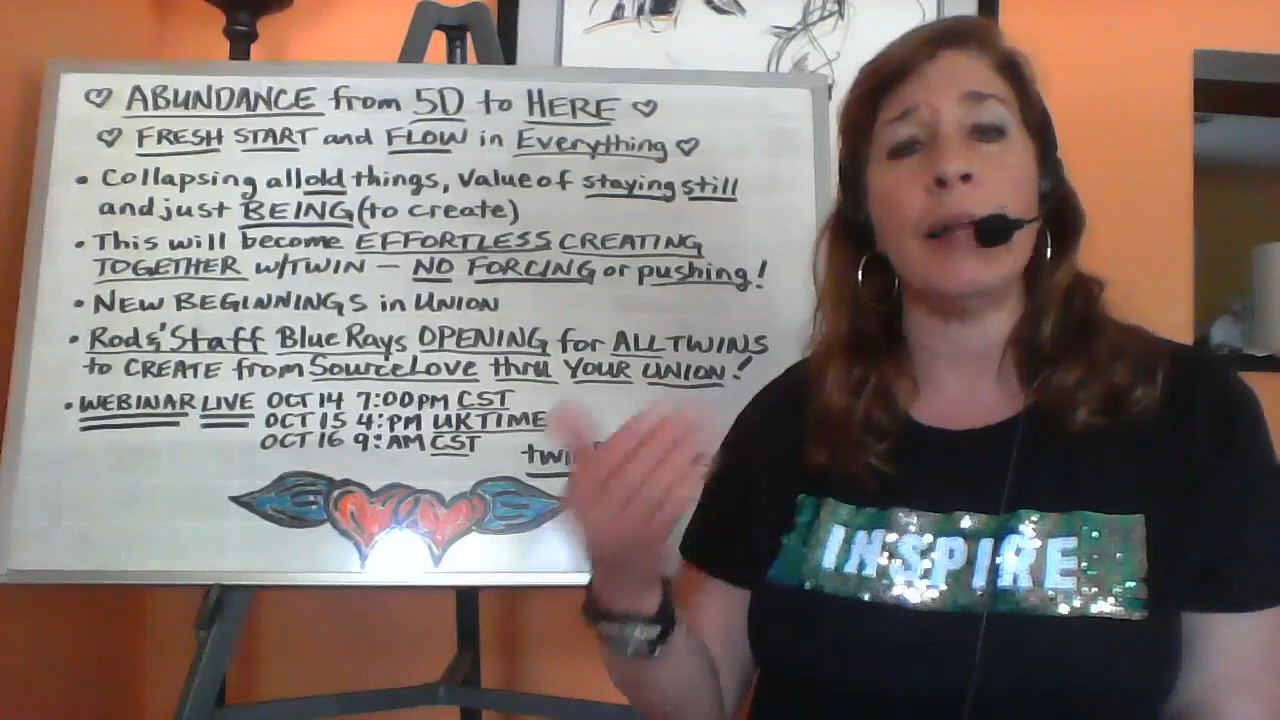 ♡ ABUNDANCE from 5D to HERE ♡
♡ FRESH START and FLOW in Everything ♡
• Collapsing all old things, Value of staying still
and just BEING (to create)
• This will become EFFORTLESS CREATING
TOGETHER w/TWIN — NO FORCING or pushing!
• NEW BEGINNINGS in UNION
• Rod &'Staff Blue Rays OPENING for ALL TWINS
to CREATE from Source Love thru YOUR UNION!
• WEBINAR LIVE OCT 14 7:00PM CST
OCT 15 4:PM UK TIME
OCT 16 9:AM CST
INSPIRE